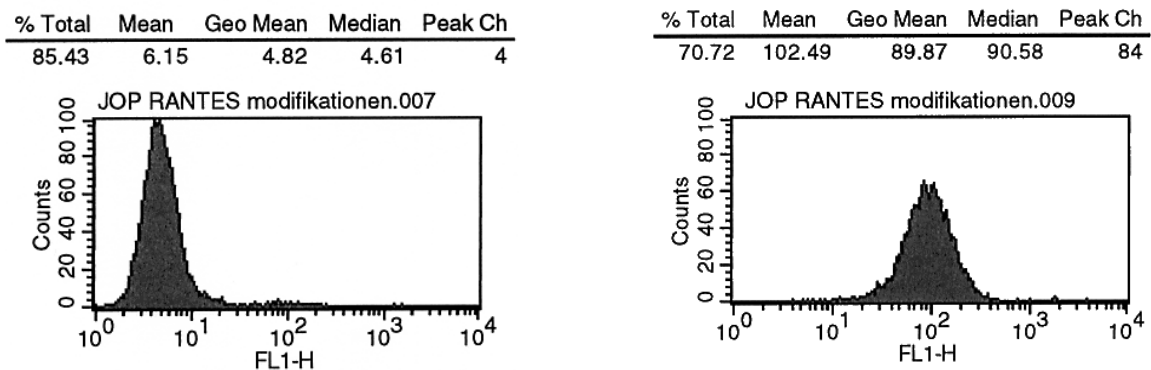 % Total Mean Geo Mean Median Peak Ch
85.43 6.15 4.82 4.61 4
JOP RANTES modifikationen.007
100
80
60
40
20
0
Counts
10^0 10^1 10^2 10^3 10^4
FL1-H
% Total Mean Geo Mean Median Peak Ch
70.72 102.49 89.87 90.58 84
JOP RANTES modifikationen.009
100
80
60
40
20
0
Counts
10^0 10^1 10^2 10^3 10^4
FL1-H